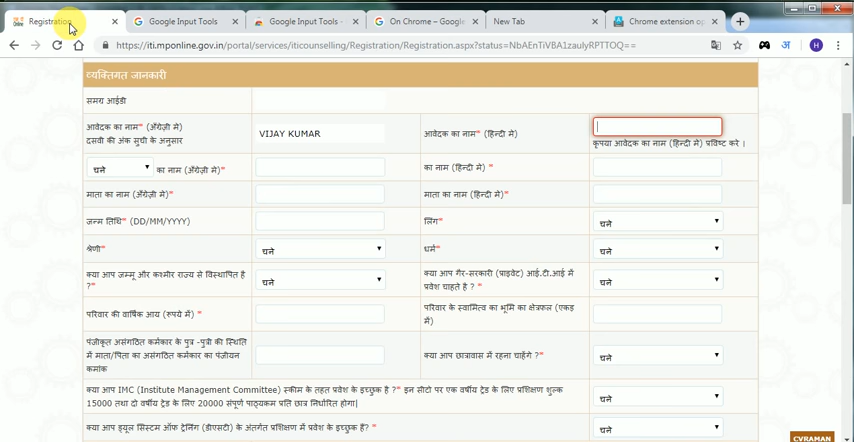 Registration
Google Input Tools
Google Input Tools -
On Chrome – Google
New Tab
Chrome extension op
https://iti.mponline.gov.in/portal/services/iticounselling/Registration/Registration.aspx?status=NbAEnTiVBA1zaulyRPTTOQ==
अ
H
व्यक्तिगत जानकारी
समग्र आईडी
आवेदक का नाम* (अँग्रेज़ी मे)
दसवी की अंक सुची के अनुसार
VIJAY KUMAR
आवेदक का नाम* (हिन्दी मे)
कृपया आवेदक का नाम (हिन्दी मे) प्रविष्ट करे ।
चुने
का नाम (अँग्रेज़ी मे)*
का नाम (हिन्दी मे) *
माता का नाम (अँग्रेज़ी मे)*
माता का नाम (हिन्दी मे)*
जन्म तिथि* (DD/MM/YYYY)
लिंग*
चुने
श्रेणी*
चुने
धर्म*
चुने
क्या आप जम्मू और कश्मीर राज्य से विस्थापित है
?*
चुने
क्या आप गैर-सरकारी (प्राइवेट) आई.टी.आई में
प्रवेश चाहते है ? *
चुने
परिवार की वार्षिक आय (रूपये में) *
परिवार के स्वामित्व का भूमि का क्षेत्रफल (एकड़
में)
पंजीकृत असंगठित कर्मकार के पुत्र -पुत्री की स्थिति
में माता/पिता का असंगठित कर्मकार का पंजीयन
कमांक
क्या आप छात्रावास में रहना चाहेंगे ?*
चुने
क्या आप IMC (Institute Management Committee) स्कीम के तहत प्रवेश के इच्छुक है ?* इन सीटो पर एक वर्षीय ट्रेड के लिए प्रशिक्षण शुल्क
15000 तथा दो वर्षीय ट्रेड के लिए 20000 संपूर्ण पाठ्यकम प्रति छात्र निर्धारित होगा|
चुने
क्या आप ड्यूल सिस्टम ऑफ ट्रेनिंग (डीएसटी) के अंतर्गत प्रशिक्षण में प्रवेश के इच्छुक हैं? *
चुने
CVRAMAN